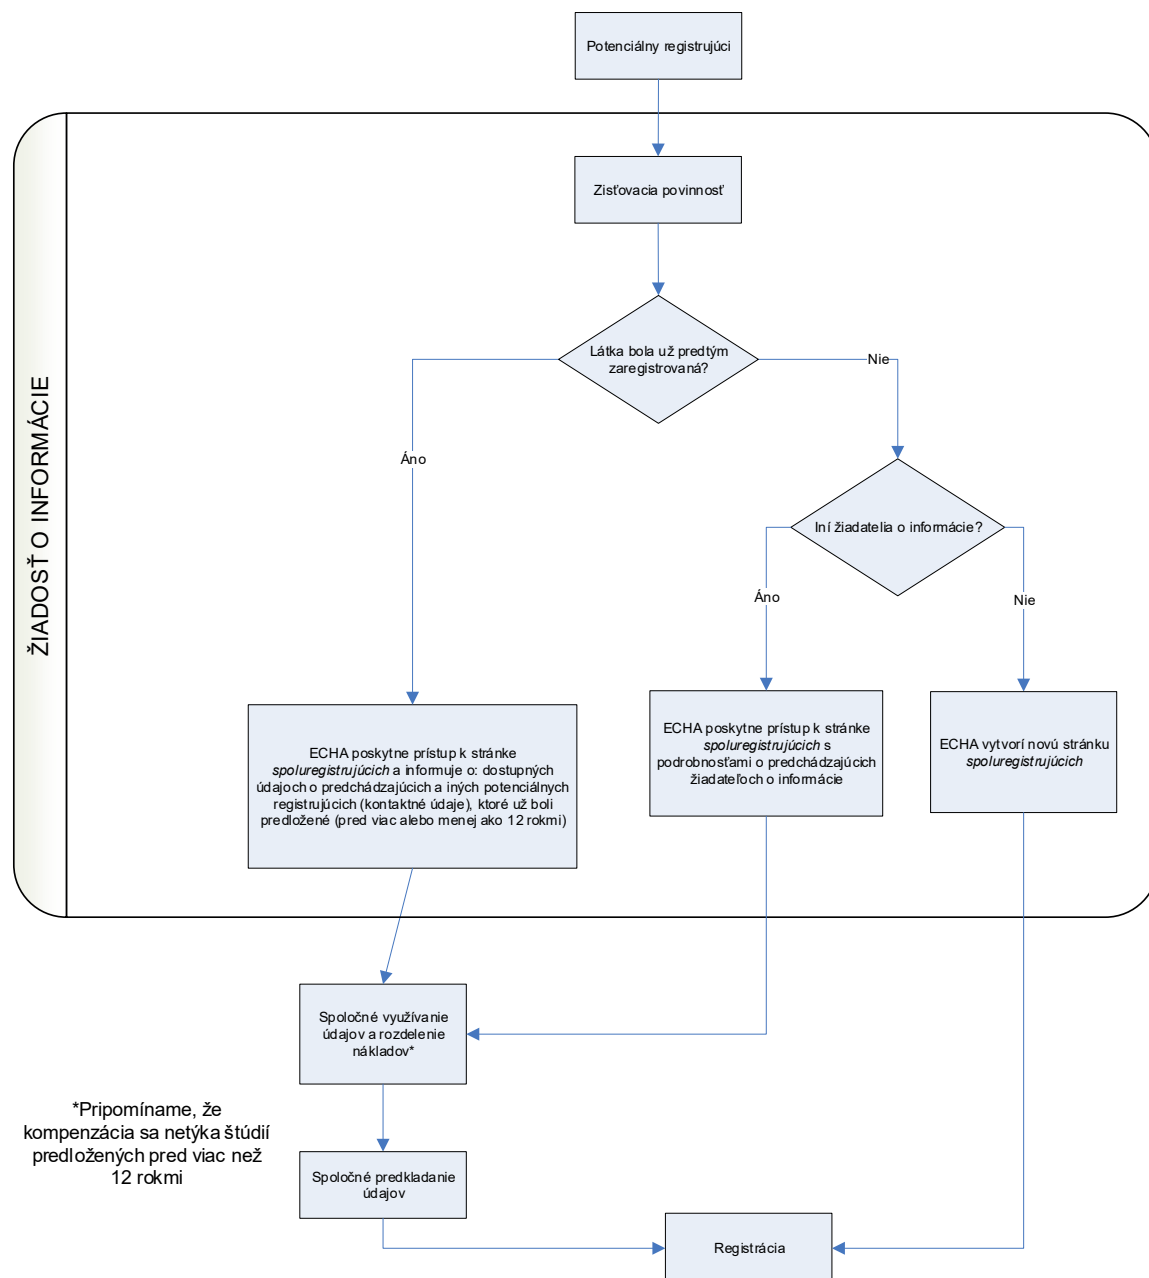 Potenciálny registrujúci
ŽIADOSŤ O INFORMÁCIE
Zisťovacia povinnosť
Látka bola už predtým
zaregistrovaná?
Nie
Áno
Iní žiadatelia o informácie?
Áno
Nie
ECHA poskytne prístup k stránke
spoluregistrujúcich a informuje o: dostupných
údajoch o predchádzajúcich a iných potenciálnych
registrujúcich (kontaktné údaje), ktoré už boli
predložené (pred viac alebo menej ako 12 rokmi)
ECHA poskytne prístup k stránke
spoluregistrujúcich s
podrobnosťami o predchádzajúcich
žiadateľoch o informácie
ECHA vytvorí novú stránku
spoluregistrujúcich
Spoločné využívanie
údajov a rozdelenie
nákladov*
*Pripomíname, že
kompenzácia sa netýka štúdií
predložených pred viac než
12 rokmi
Spoločné predkladanie
údajov
Registrácia